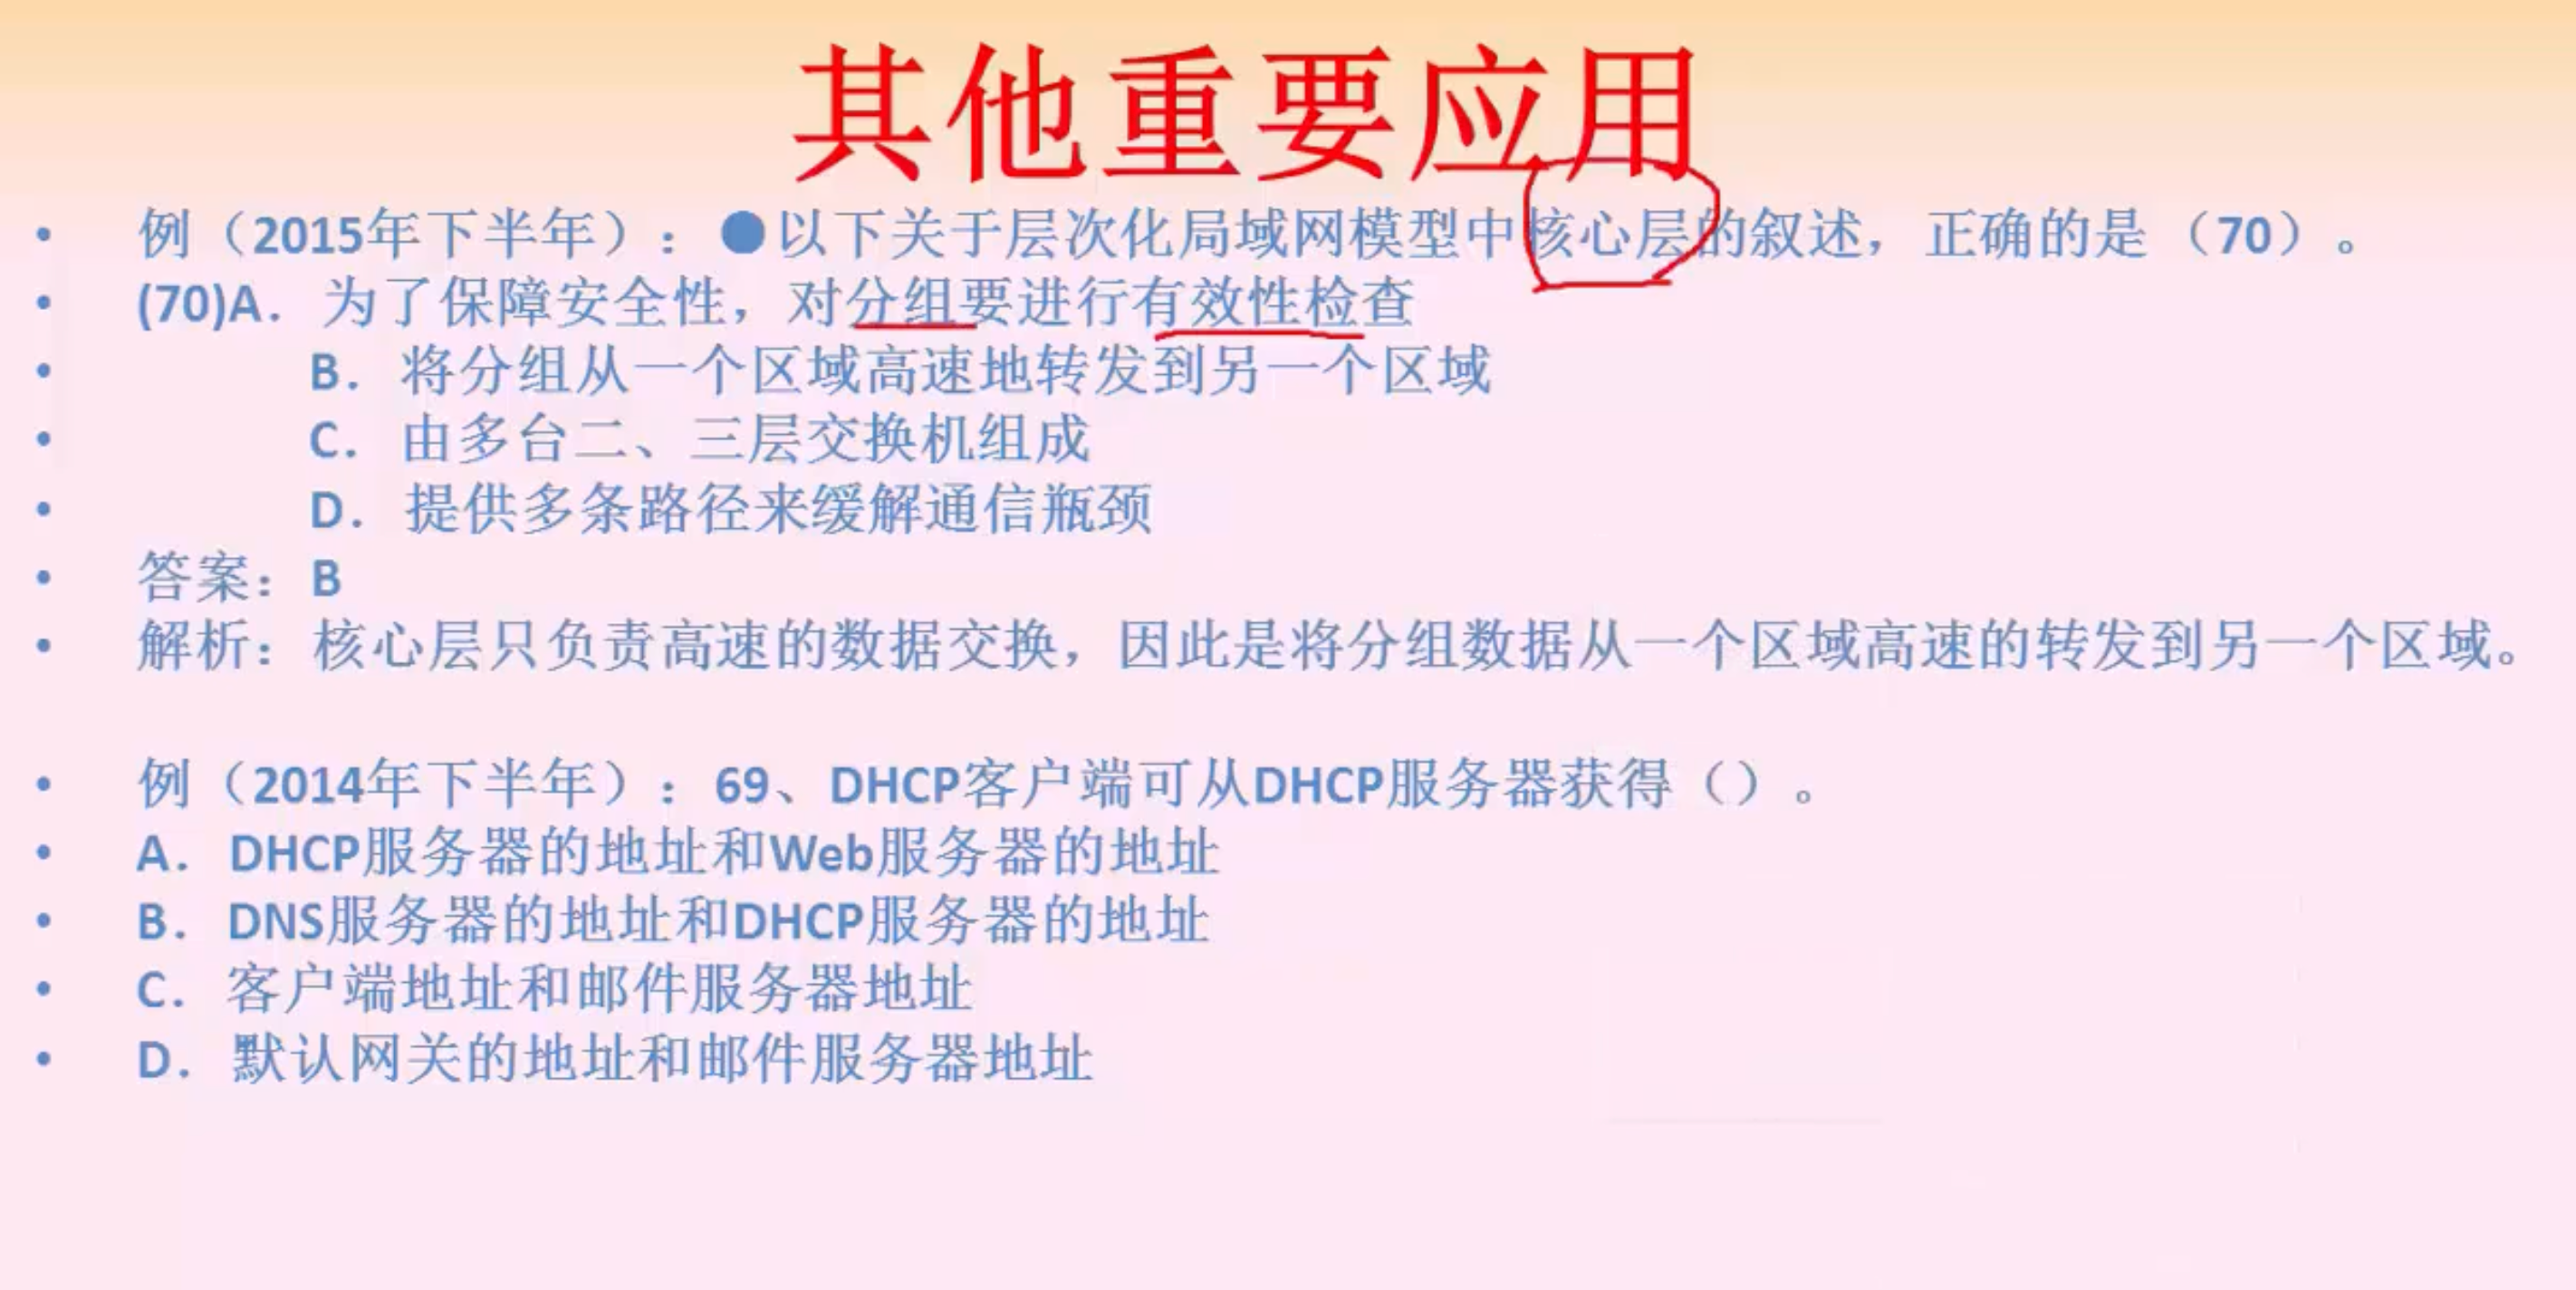 其他重要应用
• 例（2015年下半年）：●以下关于层次化局域网模型中核心层的叙述，正确的是（70）。
• (70)A．为了保障安全性，对分组要进行有效性检查
• B．将分组从一个区域高速地转发到另一个区域
• C．由多台二、三层交换机组成
• D．提供多条路径来缓解通信瓶颈
• 答案：B
• 解析：核心层只负责高速的数据交换，因此是将分组数据从一个区域高速的转发到另一个区域。
• 例（2014年下半年）：69、DHCP客户端可从DHCP服务器获得（）。
• A．DHCP服务器的地址和Web服务器的地址
• B．DNS服务器的地址和DHCP服务器的地址
• C．客户端地址和邮件服务器地址
• D．默认网关的地址和邮件服务器地址